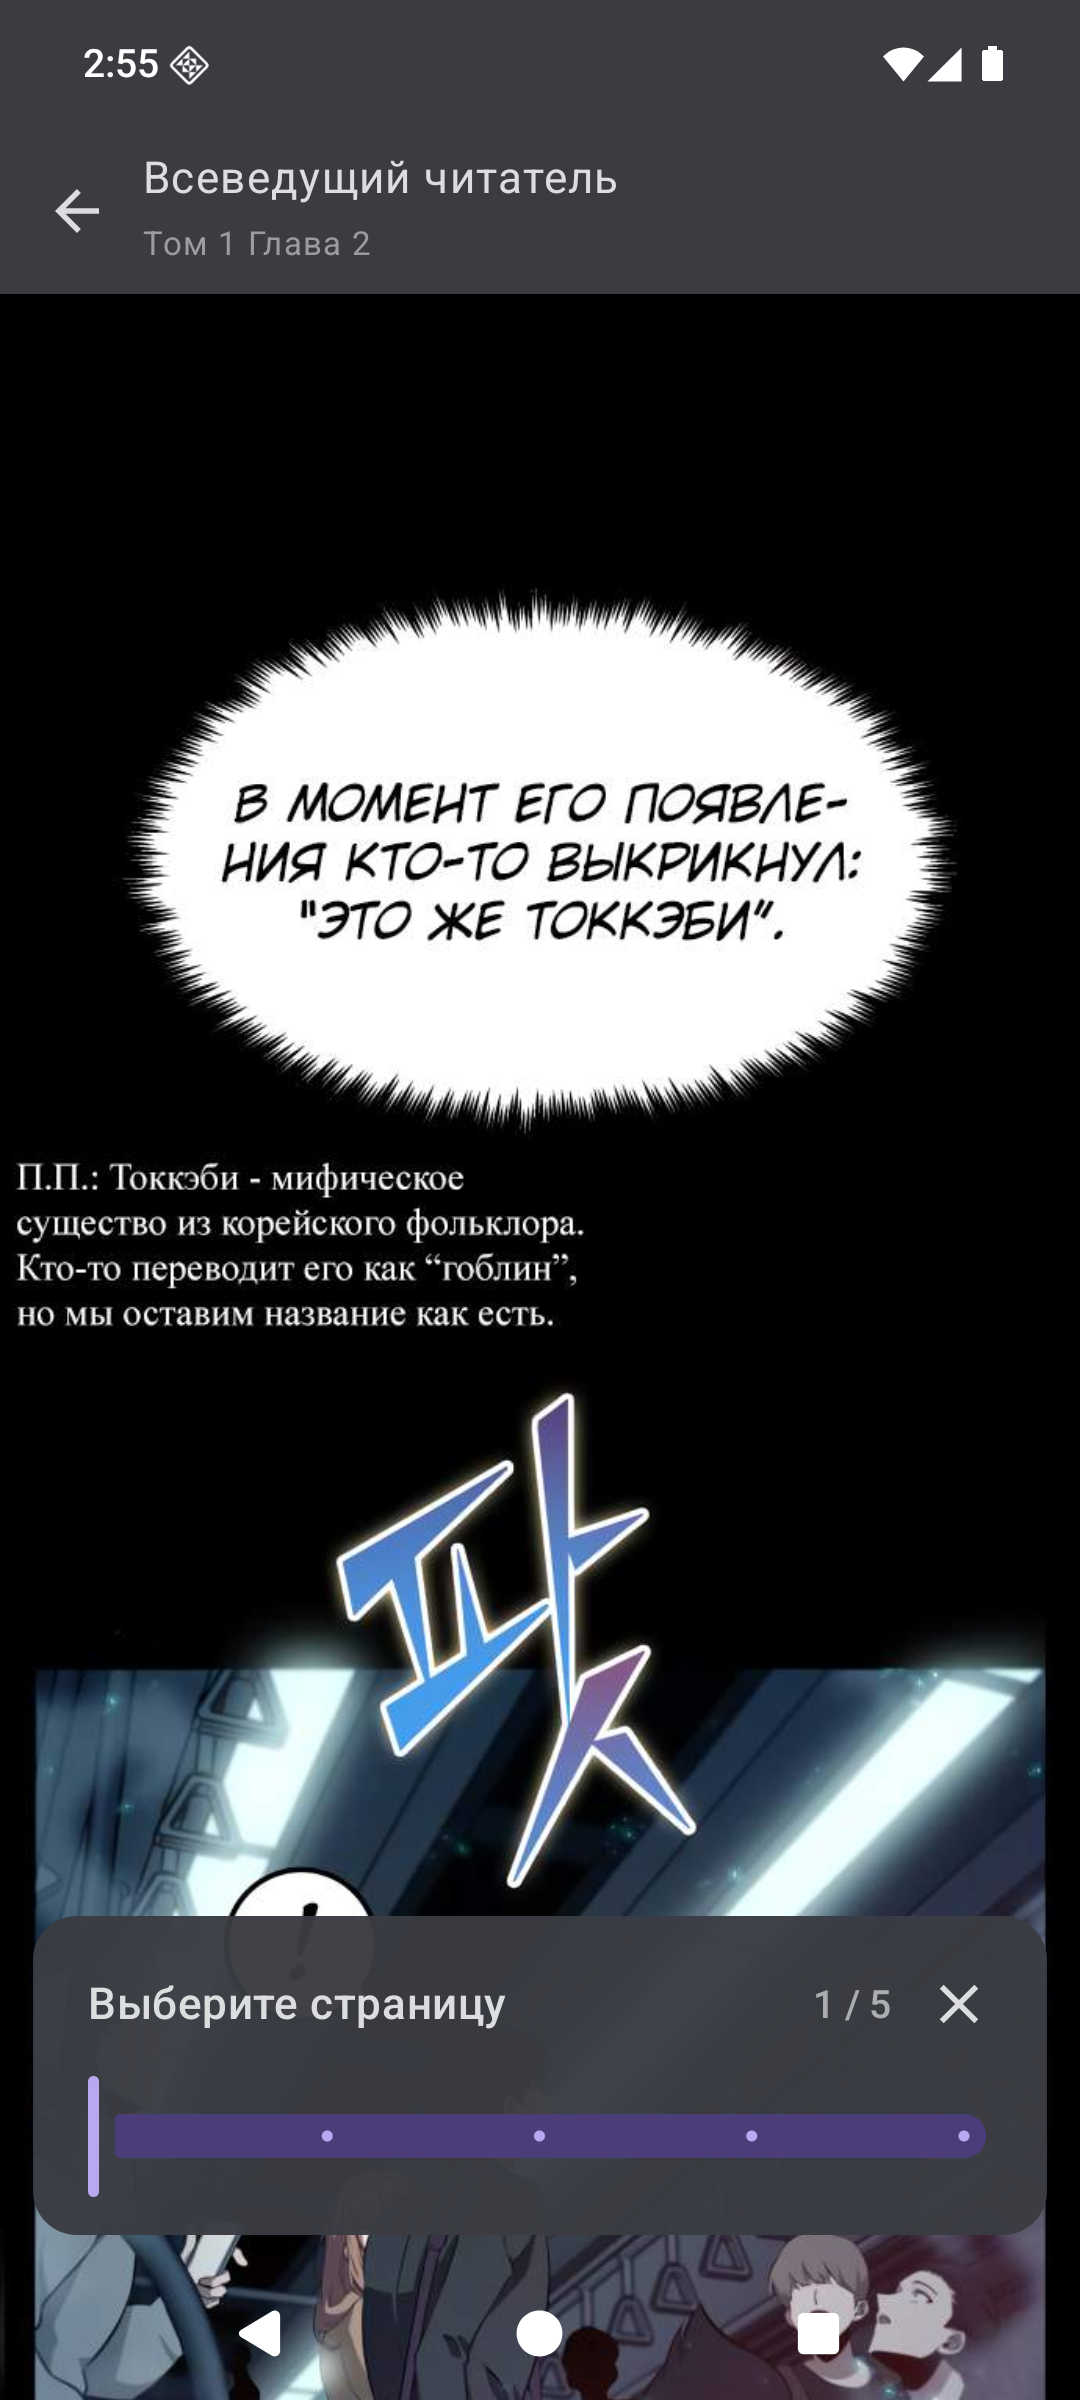 2:55
Всеведущий читатель
Том 1 Глава 2
В МОМЕНТ ЕГО ПОЯВЛЕ-
НИЯ КТО-ТО ВЫКРИКНУЛ:
"ЭТО ЖЕ ТОККЭБИ".
П.П.: Токкэби - мифическое
существо из корейского фольклора.
Кто-то переводит его как “гоблин”,
но мы оставим название как есть.
팟
!
Выберите страницу
1 / 5